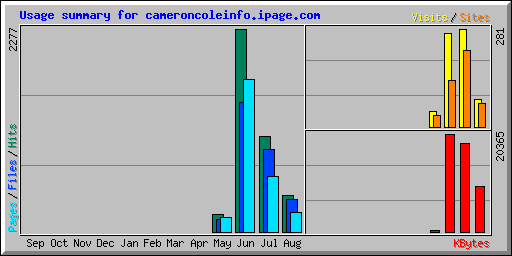 Usage summary for cameroncoleinfo.ipage.com
Visits/Sites
2277
281
Pages/Files/Hits
20365
Sep Oct Nov Dec Jan Feb Mar Apr May Jun Jul Aug
KBytes